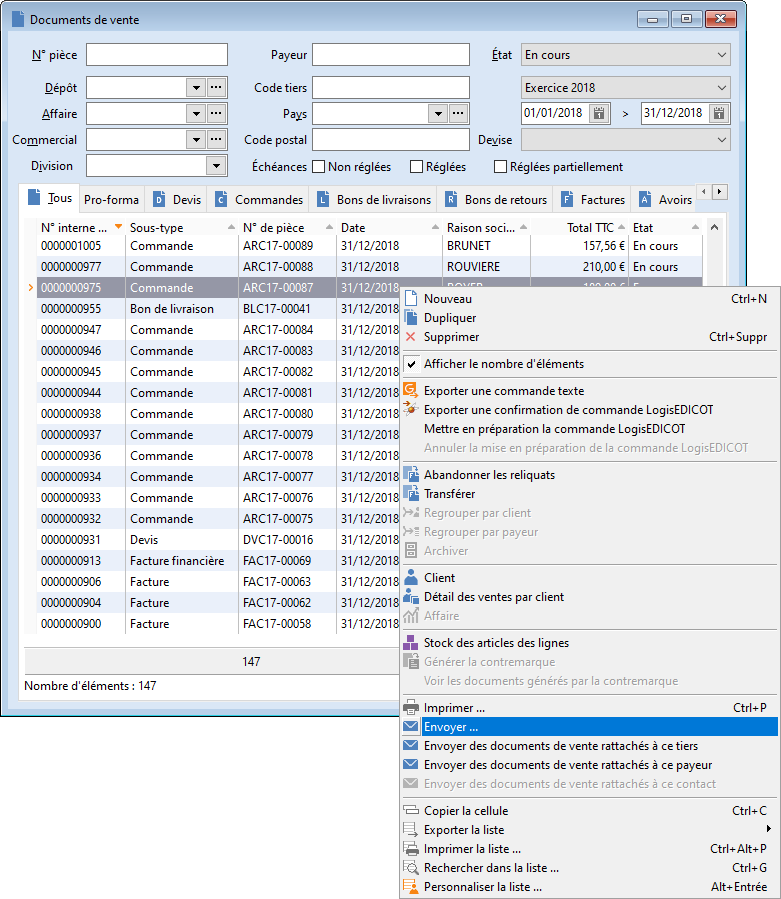 Documents de vente
N° pièce Payeur État En cours
Dépôt Code tiers Exercice 2018
Affaire Pays 01/01/2018 > 31/12/2018
Commercial Code postal Devise
Division Échéances Non réglées Réglées Réglées partiellement
Tous Pro-forma Devis Commandes Bons de livraisons Bons de retours Factures Avoirs
N° interne ... Sous-type N° de pièce Date Raison soci... Total TTC Etat
0000001005 Commande ARC17-00089 31/12/2018 BRUNET 157,56 € En cours
0000000977 Commande ARC17-00088 31/12/2018 ROUVIERE 210,00 € En cours
0000000975 Commande ARC17-00087 31/12/2018
0000000955 Bon de livraison BLC17-00041 31/12/2018
0000000947 Commande ARC17-00084 31/12/2018
0000000946 Commande ARC17-00083 31/12/2018
0000000945 Commande ARC17-00082 31/12/2018
0000000944 Commande ARC17-00081 31/12/2018
0000000938 Commande ARC17-00080 31/12/2018
0000000937 Commande ARC17-00079 31/12/2018
0000000936 Commande ARC17-00078 31/12/2018
0000000934 Commande ARC17-00077 31/12/2018
0000000933 Commande ARC17-00076 31/12/2018
0000000932 Commande ARC17-00075 31/12/2018
0000000931 Devis DVC17-00016 31/12/2018
0000000913 Facture financière FAC17-00069 31/12/2018
0000000906 Facture FAC17-00063 31/12/2018
0000000904 Facture FAC17-00062 31/12/2018
0000000900 Facture FAC17-00058 31/12/2018
147
Nombre d'éléments : 147
Nouveau Ctrl+N
Dupliquer
Supprimer Ctrl+Suppr
Afficher le nombre d'éléments
Exporter une commande texte
Exporter une confirmation de commande LogisEDICOT
Mettre en préparation la commande LogisEDICOT
Annuler la mise en préparation de la commande LogisEDICOT
Abandonner les reliquats
Transférer
Regrouper par client
Regrouper par payeur
Archiver
Client
Détail des ventes par client
Affaire
Stock des articles des lignes
Générer la contremarque
Voir les documents générés par la contremarque
Imprimer ... Ctrl+P
Envoyer ...
Envoyer des documents de vente rattachés à ce tiers
Envoyer des documents de vente rattachés à ce payeur
Envoyer des documents de vente rattachés à ce contact
Copier la cellule Ctrl+C
Exporter la liste
Imprimer la liste ... Ctrl+Alt+P
Rechercher dans la liste ... Ctrl+G
Personnaliser la liste ... Alt+Entrée